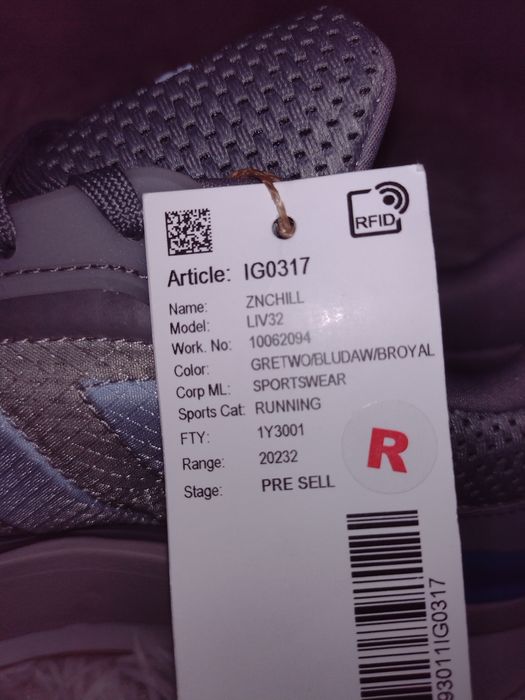 RFID
Article: IG0317
Name: ZNCHILL
Model: LIV32
Work. No: 10062094
Color: GRETWO/BLUDAW/BROYAL
Corp ML: SPORTSWEAR
Sports Cat: RUNNING
FTY: 1Y3001
Range: 20232
Stage: PRE SELL
R
93011IG0317